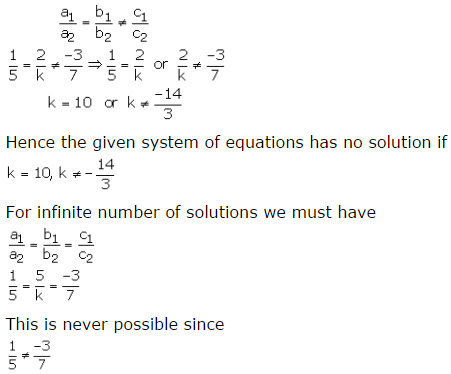 a₁/a₂ = b₁/b₂ ≠ c₁/c₂
1/5 = 2/k ≠ -3/7 ⇒ 1/5 = 2/k or 2/k ≠ -3/7
k = 10 or k ≠ -14/3
Hence the given system of equations has no solution if
k = 10, k ≠ - 14/3
For infinite number of solutions we must have
a₁/a₂ = b₁/b₂ = c₁/c₂
1/5 = 5/k = -3/7
This is never possible since
1/5 ≠ -3/7